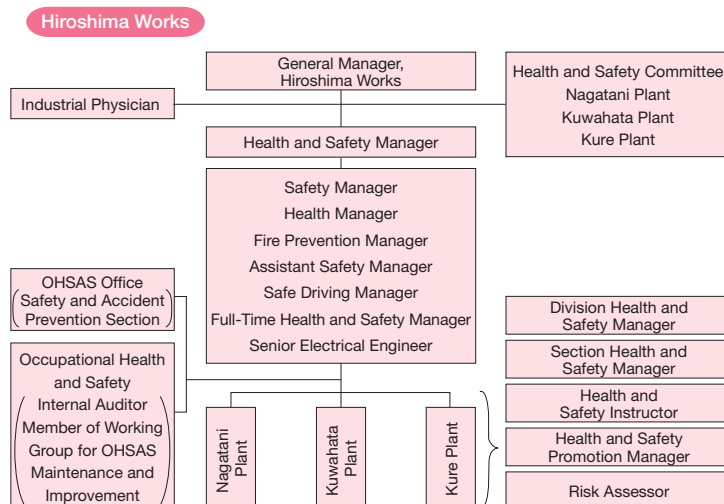 Hiroshima Works
General Manager,
Hiroshima Works
Industrial Physician
Health and Safety Committee
Nagatani Plant
Kuwahata Plant
Kure Plant
Health and Safety Manager
Safety Manager
Health Manager
Fire Prevention Manager
Assistant Safety Manager
Safe Driving Manager
Full-Time Health and Safety Manager
Senior Electrical Engineer
OHSAS Office
(Safety and Accident
Prevention Section)
Occupational Health
and Safety
(Internal Auditor
Member of Working
Group for OHSAS
Maintenance and
Improvement)
Nagatani
Plant
Kuwahata
Plant
Kure Plant
Division Health and
Safety Manager
Section Health and
Safety Manager
Health and
Safety Instructor
Health and Safety
Promotion Manager
Risk Assessor